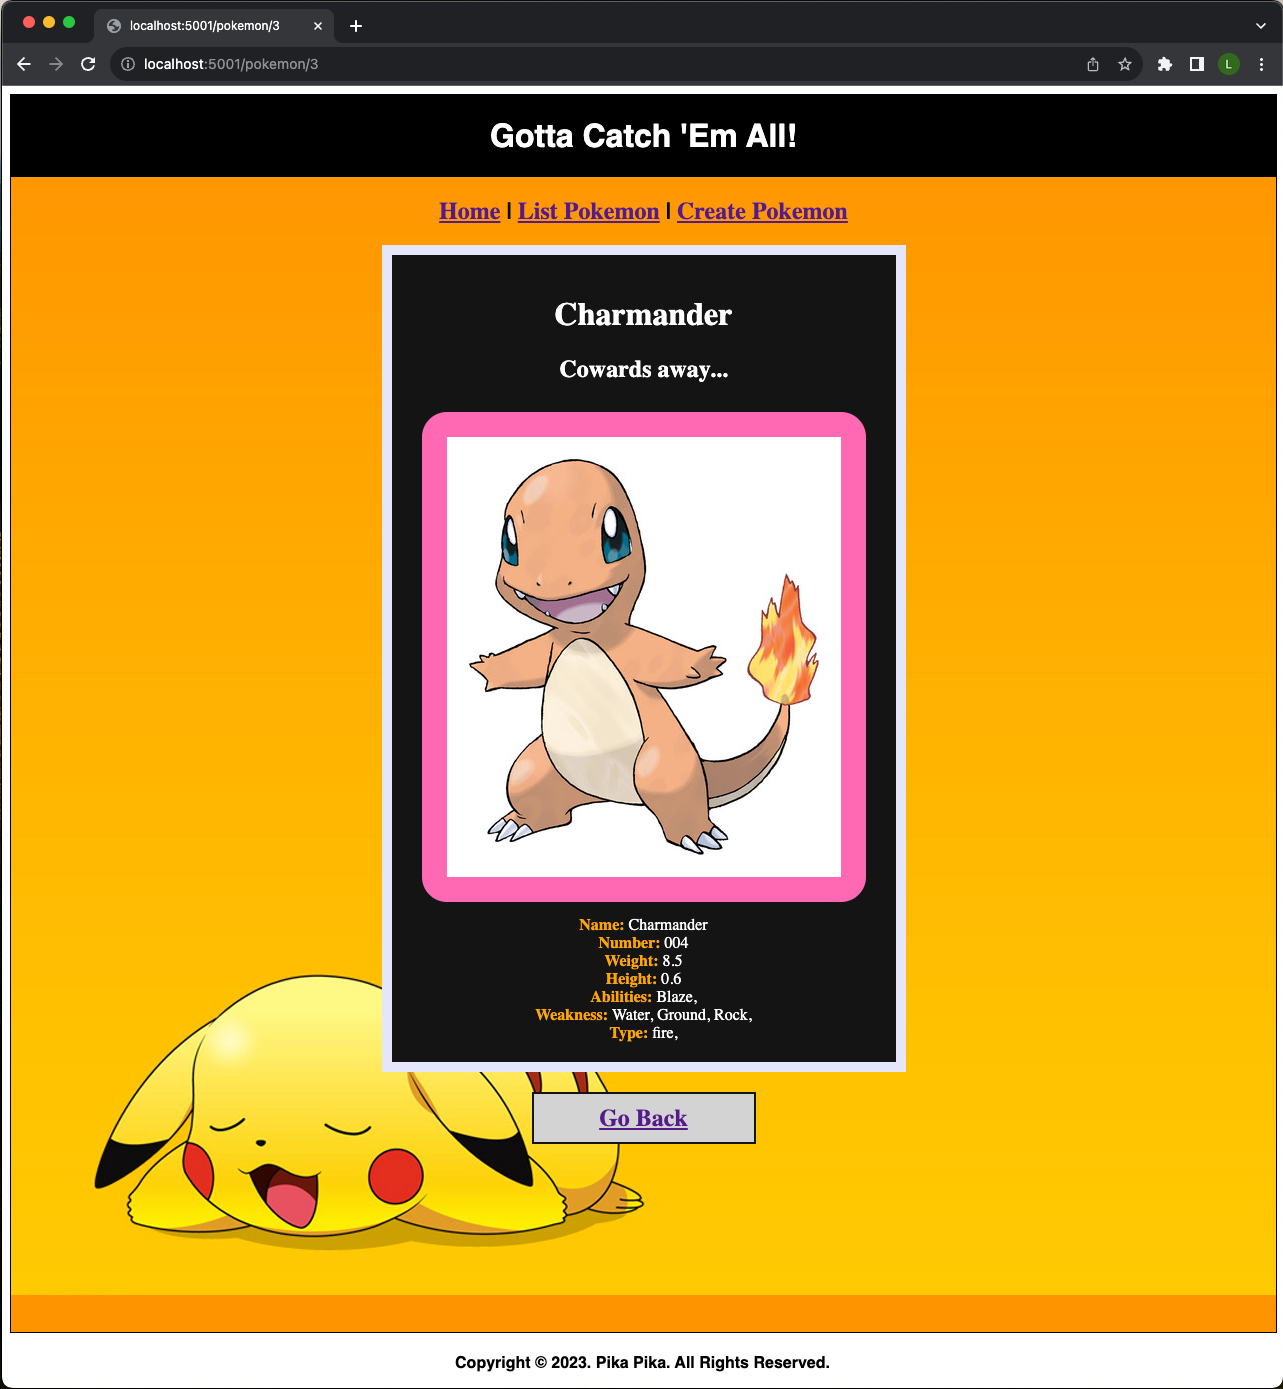 localhost:5001/pokemon/3
localhost:5001/pokemon/3
L
Gotta Catch 'Em All!
Home | List Pokemon | Create Pokemon
Charmander
Cowards away...
Name: Charmander
Number: 004
Weight: 8.5
Height: 0.6
Abilities: Blaze,
Weakness: Water, Ground, Rock,
Type: fire,
Go Back
Copyright © 2023. Pika Pika. All Rights Reserved.